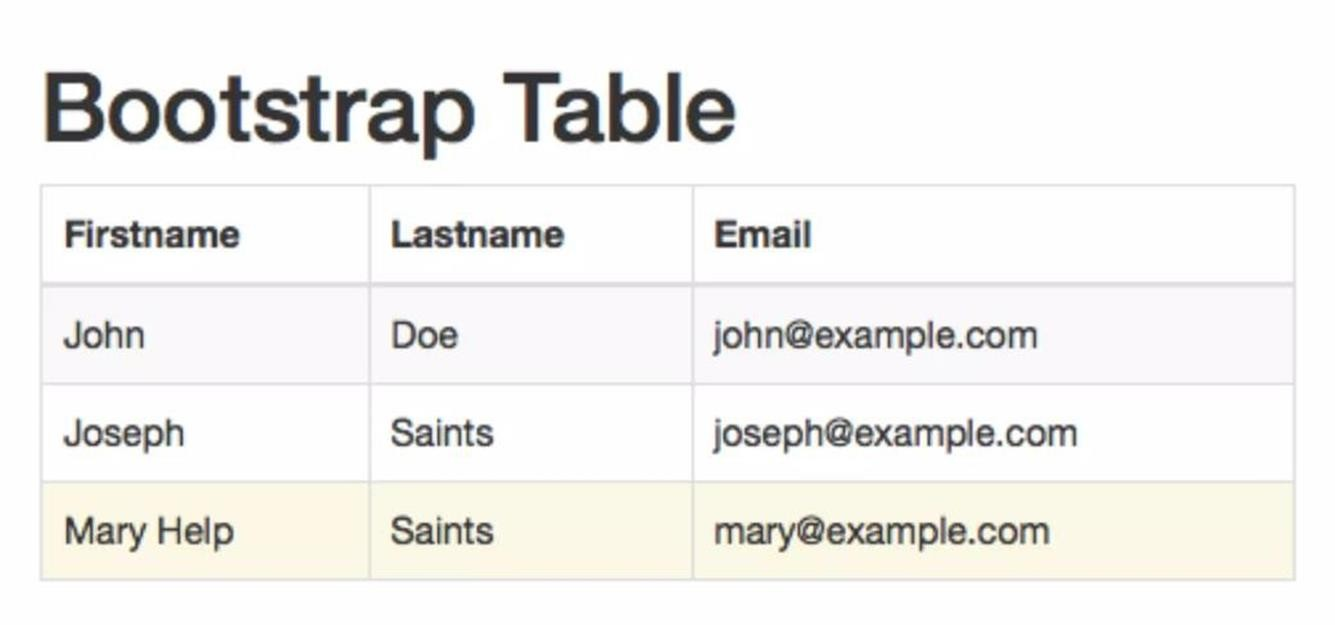 Bootstrap Table
Firstname Lastname Email
John Doe john@example.com
Joseph Saints joseph@example.com
Mary Help Saints mary@example.com